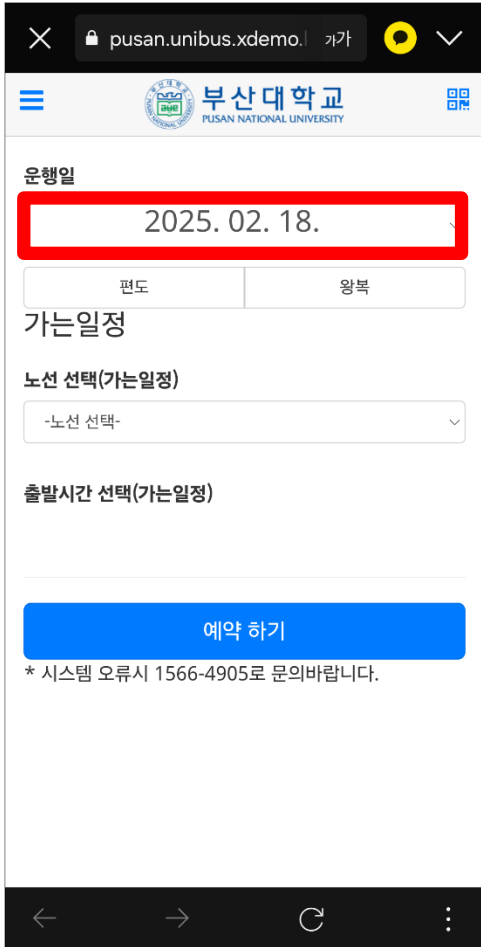 pusan.unibus.xdemo. 가가
부산대학교
PUSAN NATIONAL UNIVERSITY
운행일
2025. 02. 18.
편도 왕복
가는일정
노선 선택(가는일정)
-노선 선택-
출발시간 선택(가는일정)
예약 하기
* 시스템 오류시 1566-4905로 문의바랍니다.